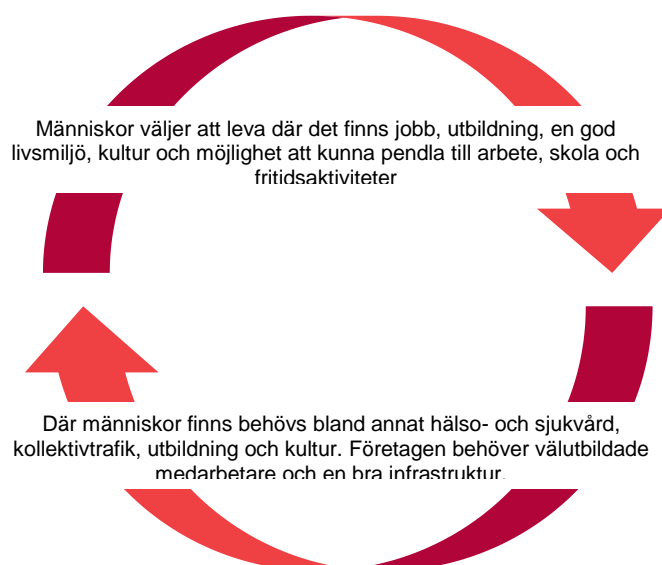 Människor väljer att leva där det finns jobb, utbildning, en god
livsmiljö, kultur och möjlighet att kunna pendla till arbete, skola och
fritidsaktiviteter
Där människor finns behövs bland annat hälso- och sjukvård,
kollektivtrafik, utbildning och kultur. Företagen behöver välutbildade
medarbetare och en bra infrastruktur.